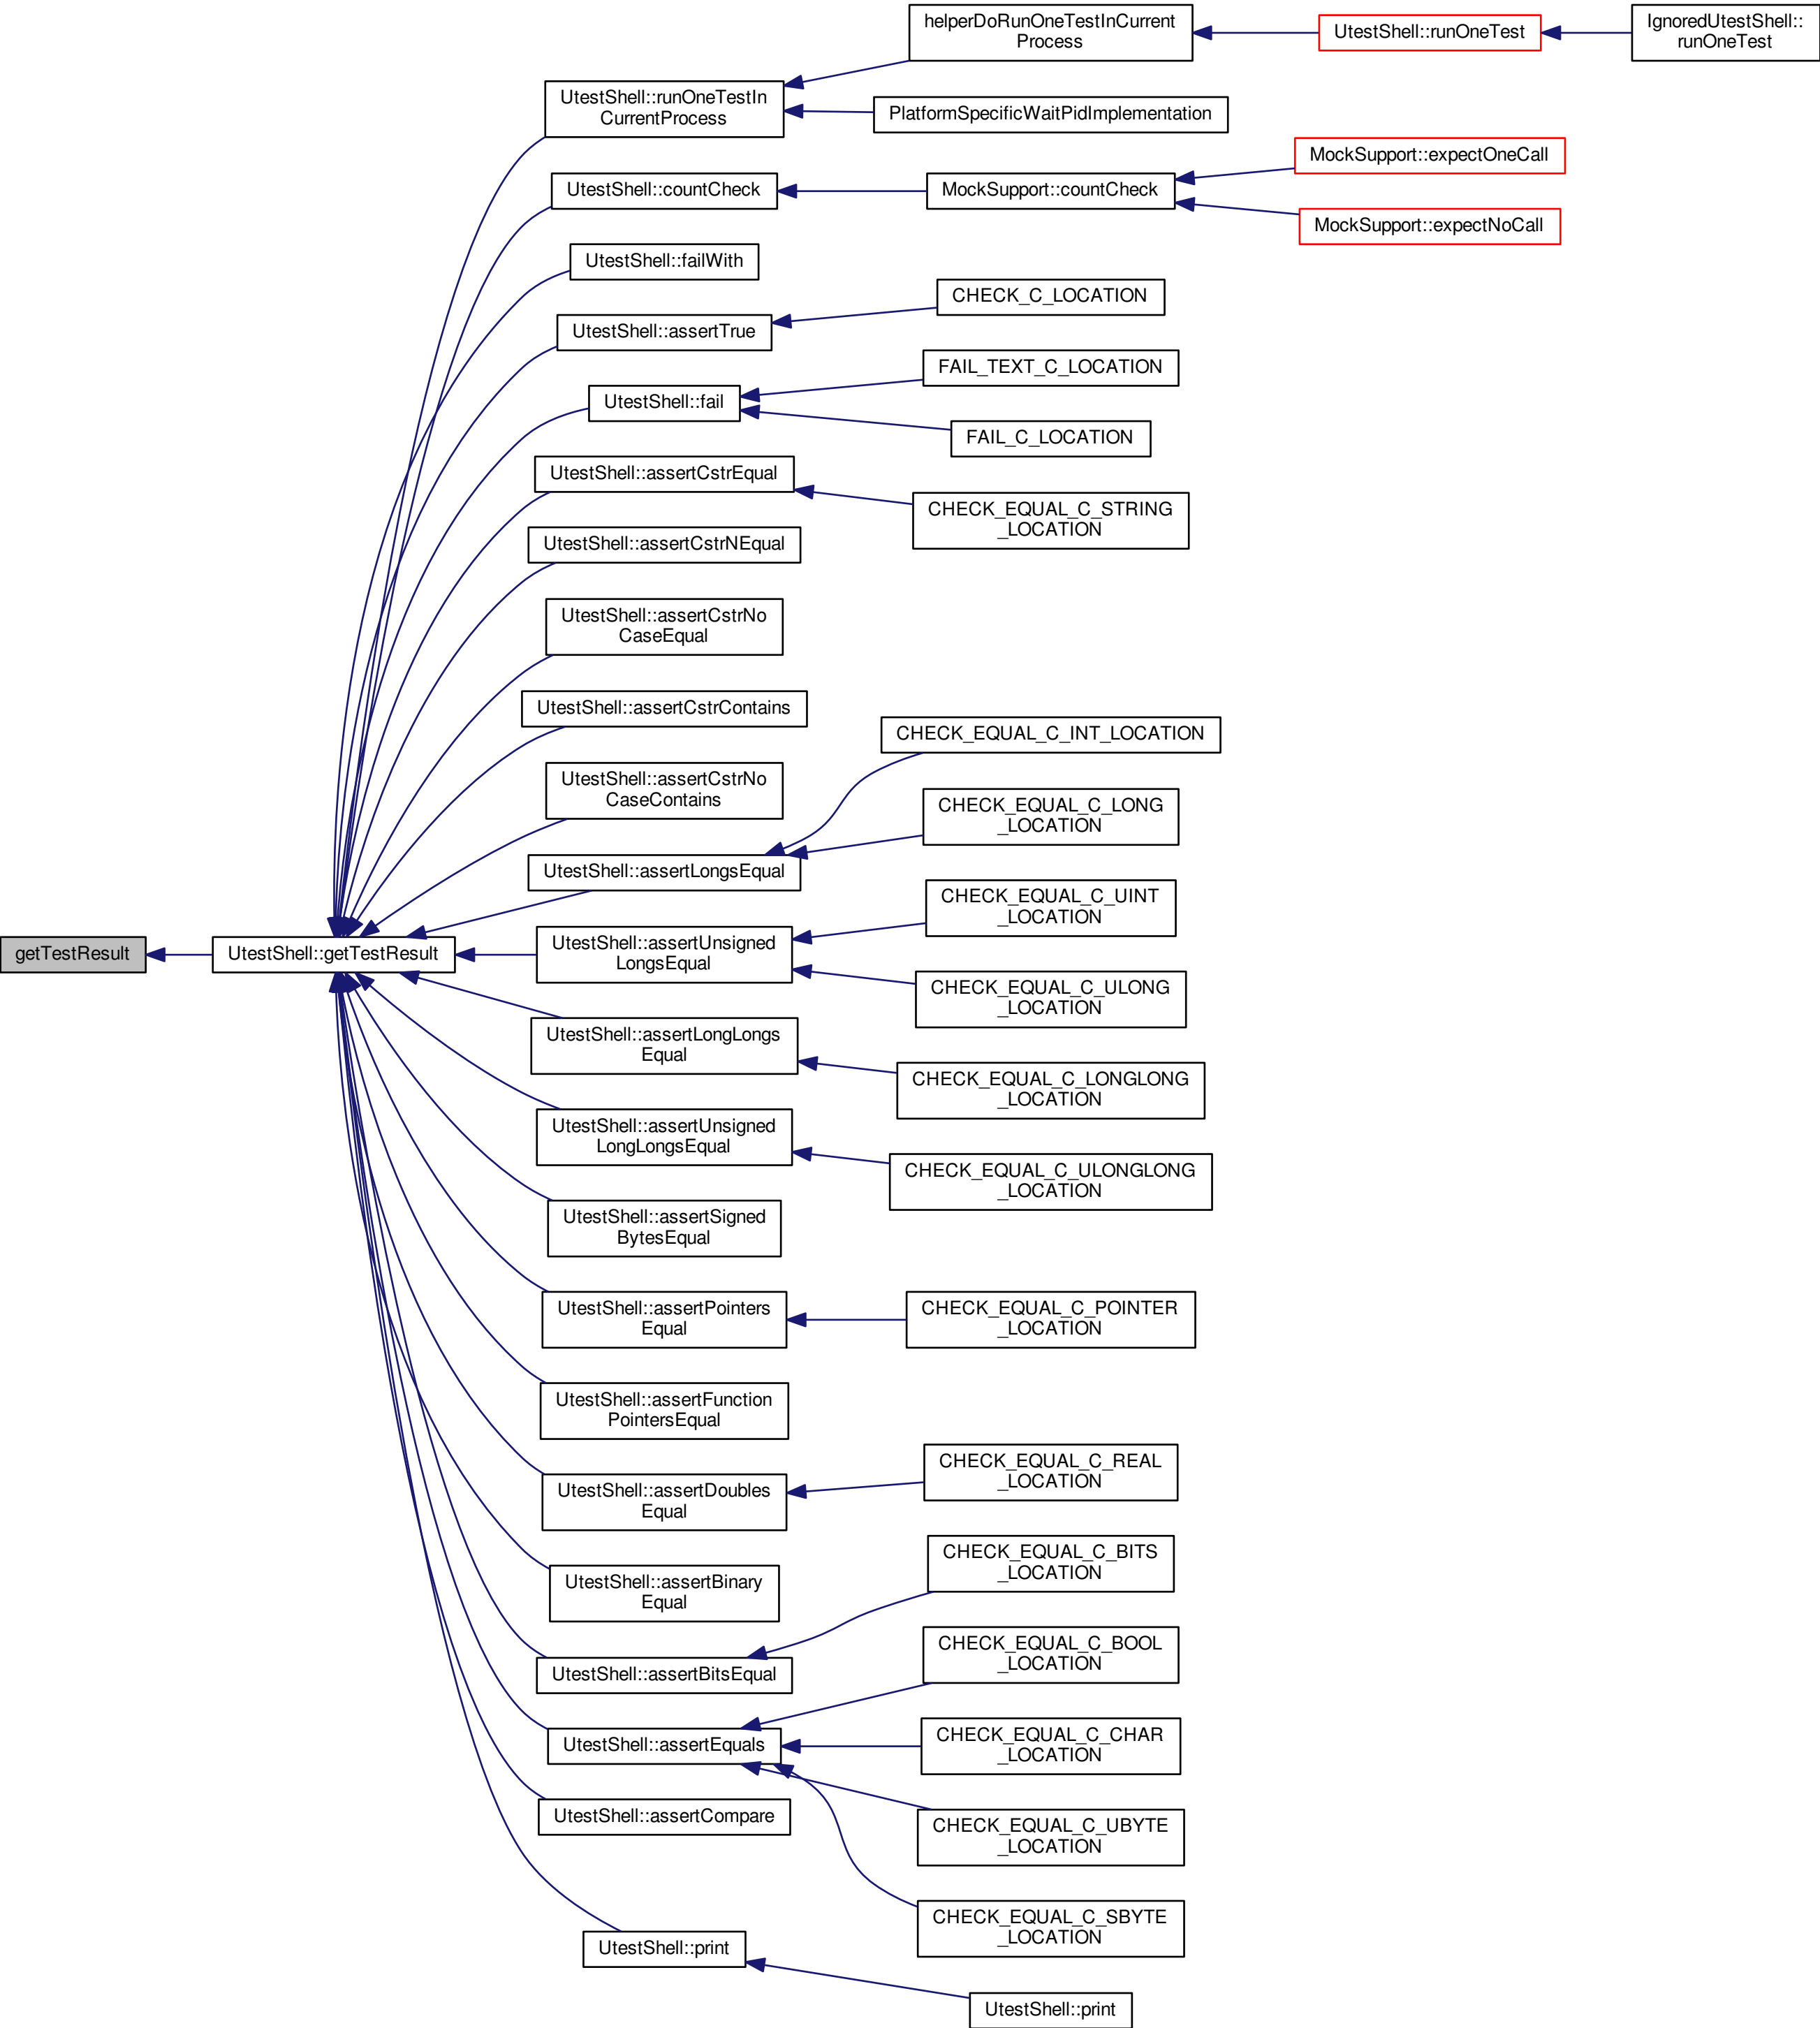 helperDoRunOneTestInCurrent
Process
UtestShell::runOneTest
IgnoredUtestShell::
runOneTest
UtestShell::runOneTestIn
CurrentProcess
PlatformSpecificWaitPidImplementation
MockSupport::expectOneCall
UtestShell::countCheck
MockSupport::countCheck
MockSupport::expectNoCall
UtestShell::failWith
CHECK_C_LOCATION
UtestShell::assertTrue
FAIL_TEXT_C_LOCATION
UtestShell::fail
FAIL_C_LOCATION
UtestShell::assertCstrEqual
CHECK_EQUAL_C_STRING
_LOCATION
UtestShell::assertCstrNEqual
UtestShell::assertCstrNo
CaseEqual
UtestShell::assertCstrContains
CHECK_EQUAL_C_INT_LOCATION
UtestShell::assertCstrNo
CaseContains
CHECK_EQUAL_C_LONG
_LOCATION
UtestShell::assertLongsEqual
CHECK_EQUAL_C_UINT
_LOCATION
getTestResult
UtestShell::getTestResult
UtestShell::assertUnsigned
LongsEqual
CHECK_EQUAL_C_ULONG
_LOCATION
UtestShell::assertLongLongs
Equal
CHECK_EQUAL_C_LONGLONG
_LOCATION
UtestShell::assertUnsigned
LongLongsEqual
CHECK_EQUAL_C_ULONGLONG
_LOCATION
UtestShell::assertSigned
BytesEqual
UtestShell::assertPointers
Equal
CHECK_EQUAL_C_POINTER
_LOCATION
UtestShell::assertFunction
PointersEqual
CHECK_EQUAL_C_REAL
_LOCATION
UtestShell::assertDoubles
Equal
CHECK_EQUAL_C_BITS
_LOCATION
UtestShell::assertBinary
Equal
CHECK_EQUAL_C_BOOL
_LOCATION
UtestShell::assertBitsEqual
CHECK_EQUAL_C_CHAR
_LOCATION
UtestShell::assertEquals
UtestShell::assertCompare
CHECK_EQUAL_C_UBYTE
_LOCATION
CHECK_EQUAL_C_SBYTE
_LOCATION
UtestShell::print
UtestShell::print